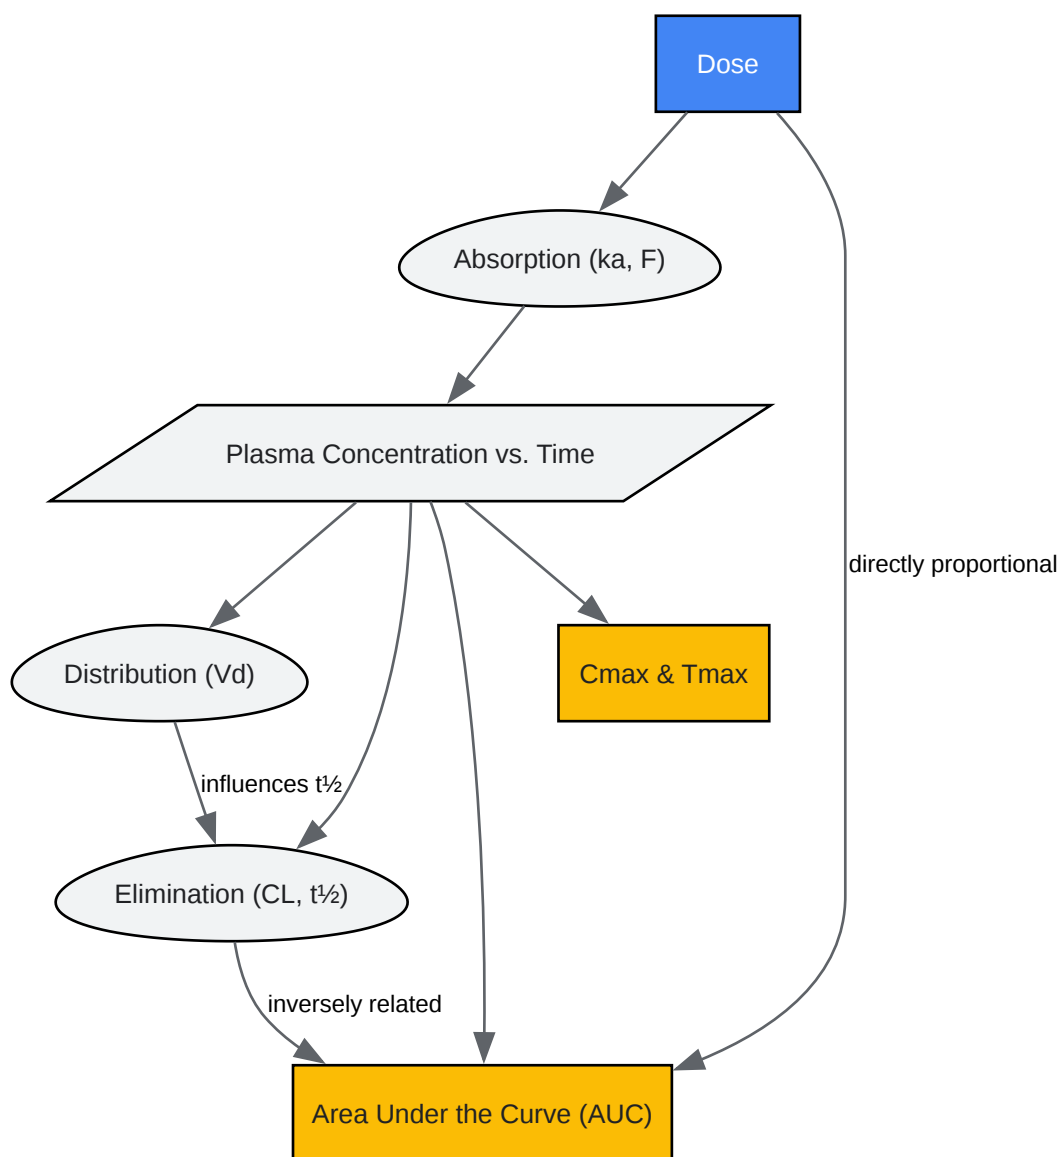 Dose
Absorption (ka, F)
Plasma Concentration vs. Time
directly proportional
Distribution (Vd)
Cmax & Tmax
influences t½
Elimination (CL, t½)
inversely related
Area Under the Curve (AUC)